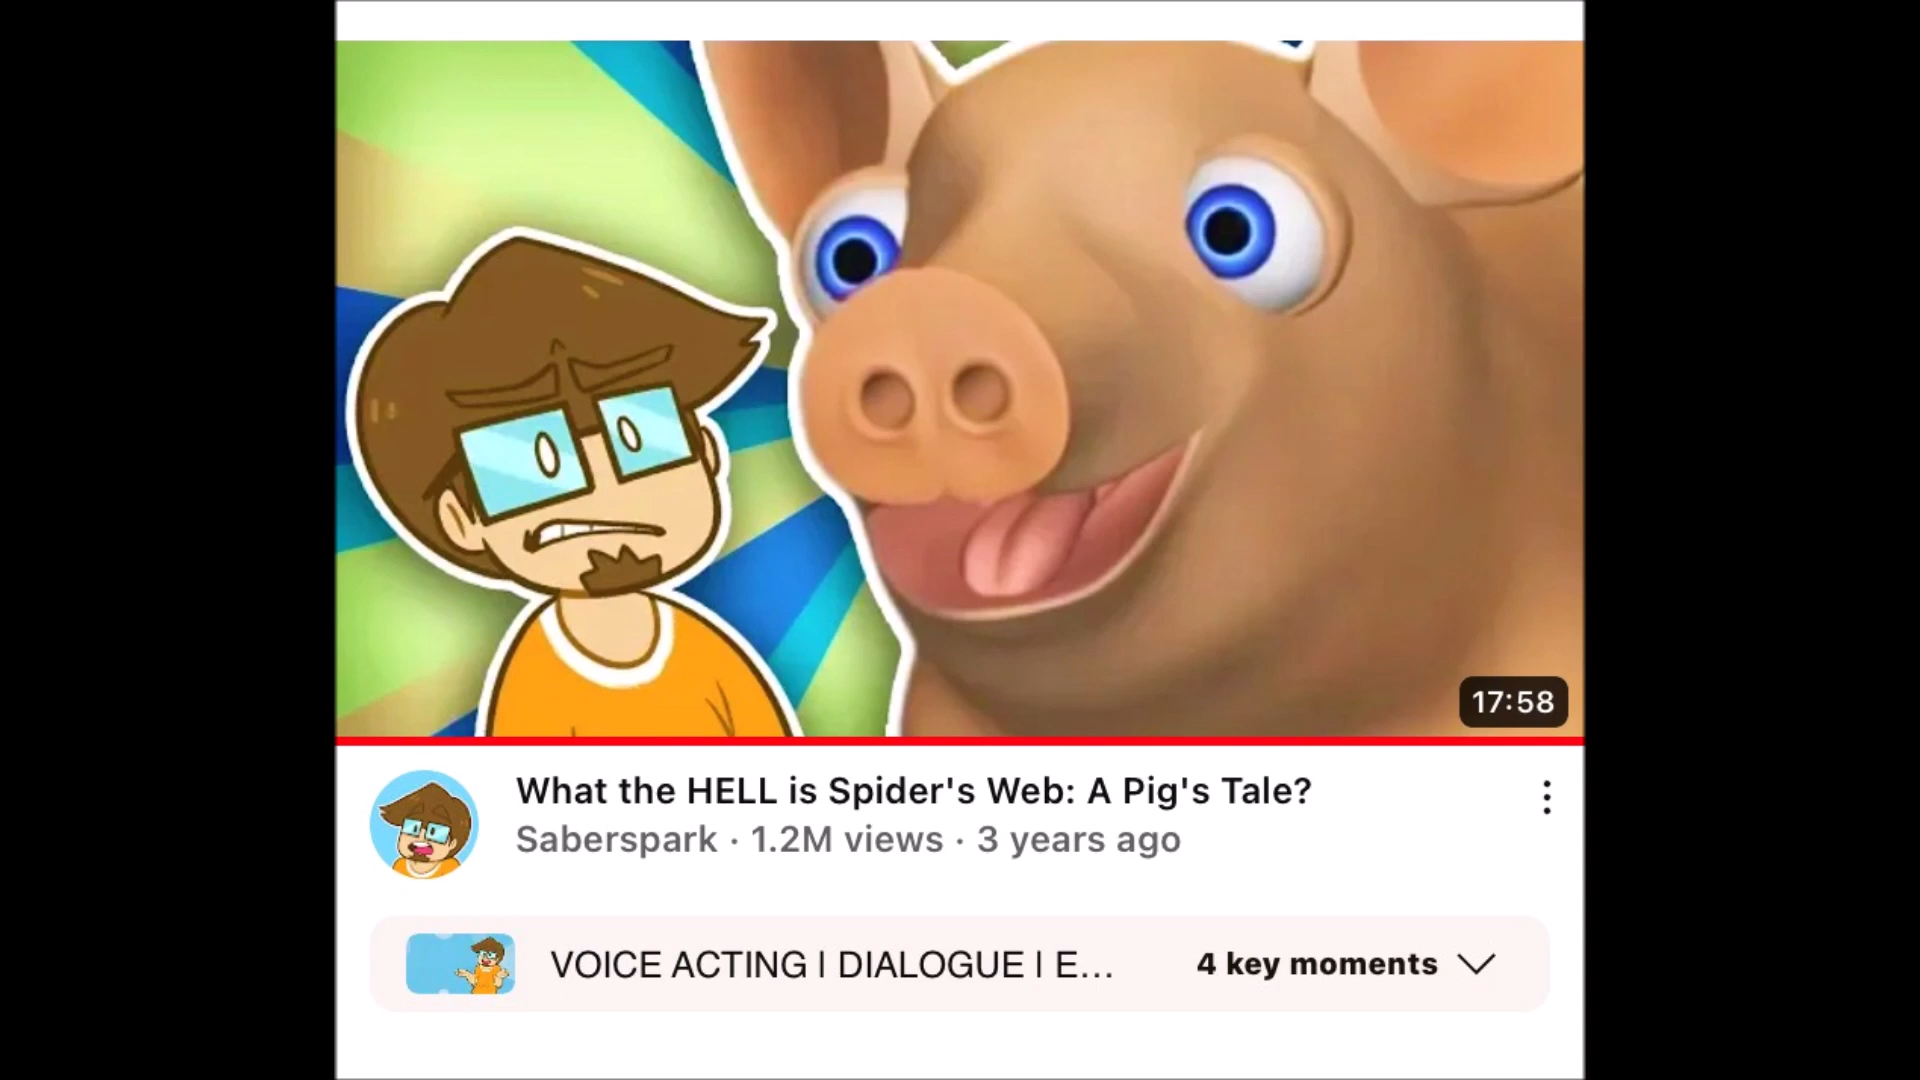 17:58
What the HELL is Spider's Web: A Pig's Tale?
Saberspark · 1.2M views · 3 years ago
VOICE ACTING | DIALOGUE | E... 4 key moments